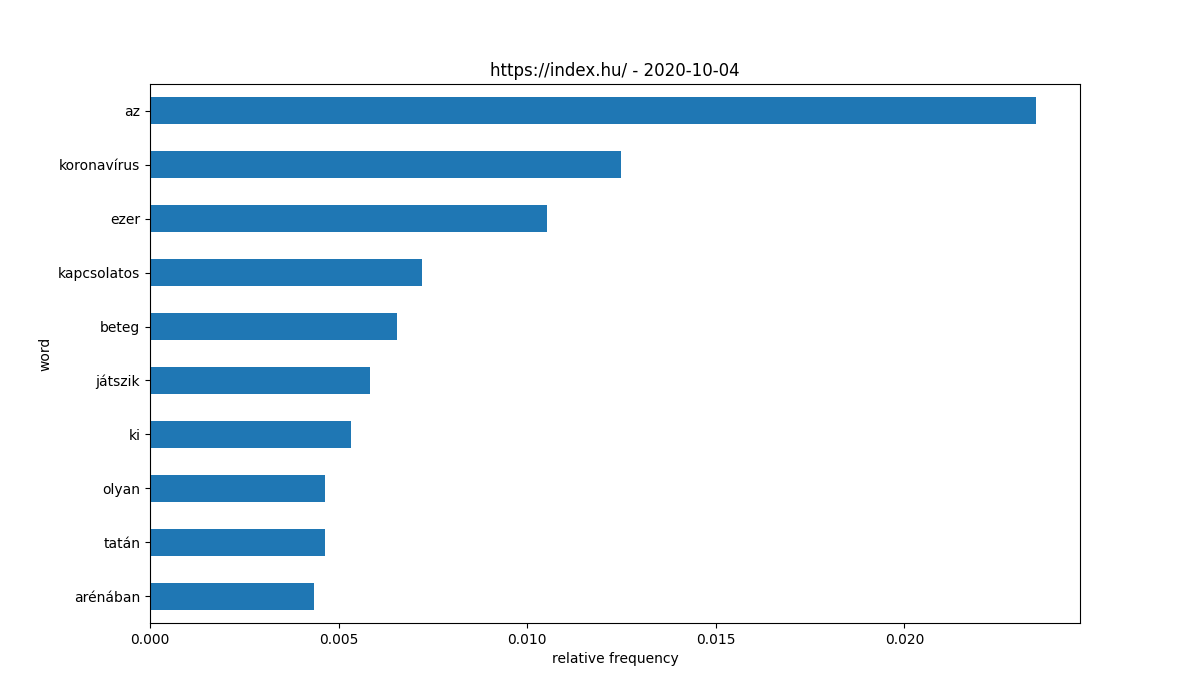 https://index.hu/ - 2020-10-04
az
koronavírus
ezer
kapcsolatos
beteg
játszik
ki
olyan
tatán
arénában
word
0.000 0.005 0.010 0.015 0.020
relative frequency